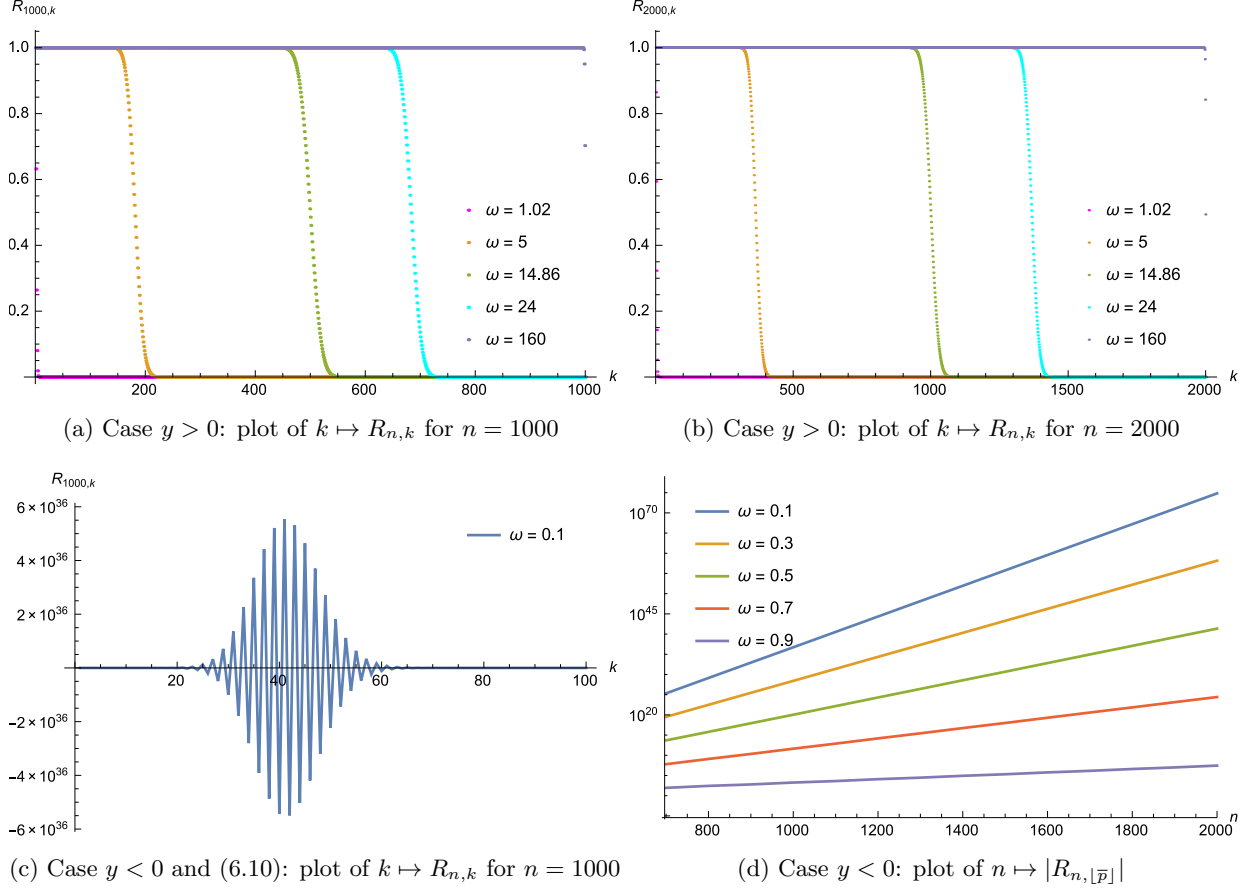 R_{1000,k}
1.0
0.8
0.6
0.4
0.2
200 400 600 800 1000 k
ω = 1.02
ω = 5
ω = 14.86
ω = 24
ω = 160
(a) Case y > 0: plot of k ↦ R_{n,k} for n = 1000
R_{2000,k}
1.0
0.8
0.6
0.4
0.2
500 1000 1500 2000 k
ω = 1.02
ω = 5
ω = 14.86
ω = 24
ω = 160
(b) Case y > 0: plot of k ↦ R_{n,k} for n = 2000
R_{1000,k}
6 × 10^{36}
4 × 10^{36}
2 × 10^{36}
−2 × 10^{36}
−4 × 10^{36}
−6 × 10^{36}
20 40 60 80 100 k
ω = 0.1
(c) Case y < 0 and (6.10): plot of k ↦ R_{n,k} for n = 1000
10^{70}
10^{45}
10^{20}
ω = 0.1
ω = 0.3
ω = 0.5
ω = 0.7
ω = 0.9
800 1000 1200 1400 1600 1800 2000 n
(d) Case y < 0: plot of n ↦ |R_{n,⌊p̅⌋}|